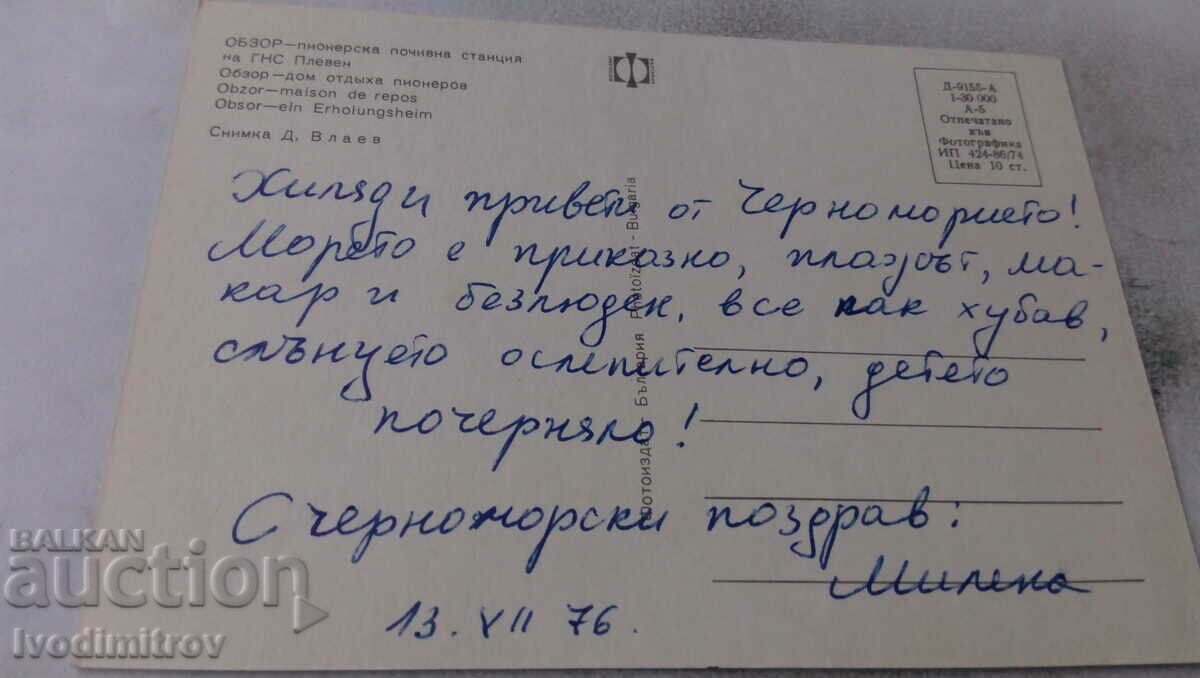 ОБЗОР—пионерска почивна станция
на ГНС Плевен
Обзор—дом отдыха пионеров
Obzor—maison de repos
Obsor—ein Erholungsheim
Снимка Д. Влаев
Д-9155-А
I-30 000
А-5
Отпечатано
във
Фотографика
ИП 424-86/74
Цена 10 ст.
Хиляди привети от Черноморието!
Морето е приказно, плажът, ма-
кар и безлюден, все пак хубав,
слънцето ослепително, детето
почерняло!
С черноморски поздрав:
Милена
13. VII 76.
Фотоиздат - България Photoizdat - Bulgaria
BALKAN
auction
Ivodimitrov